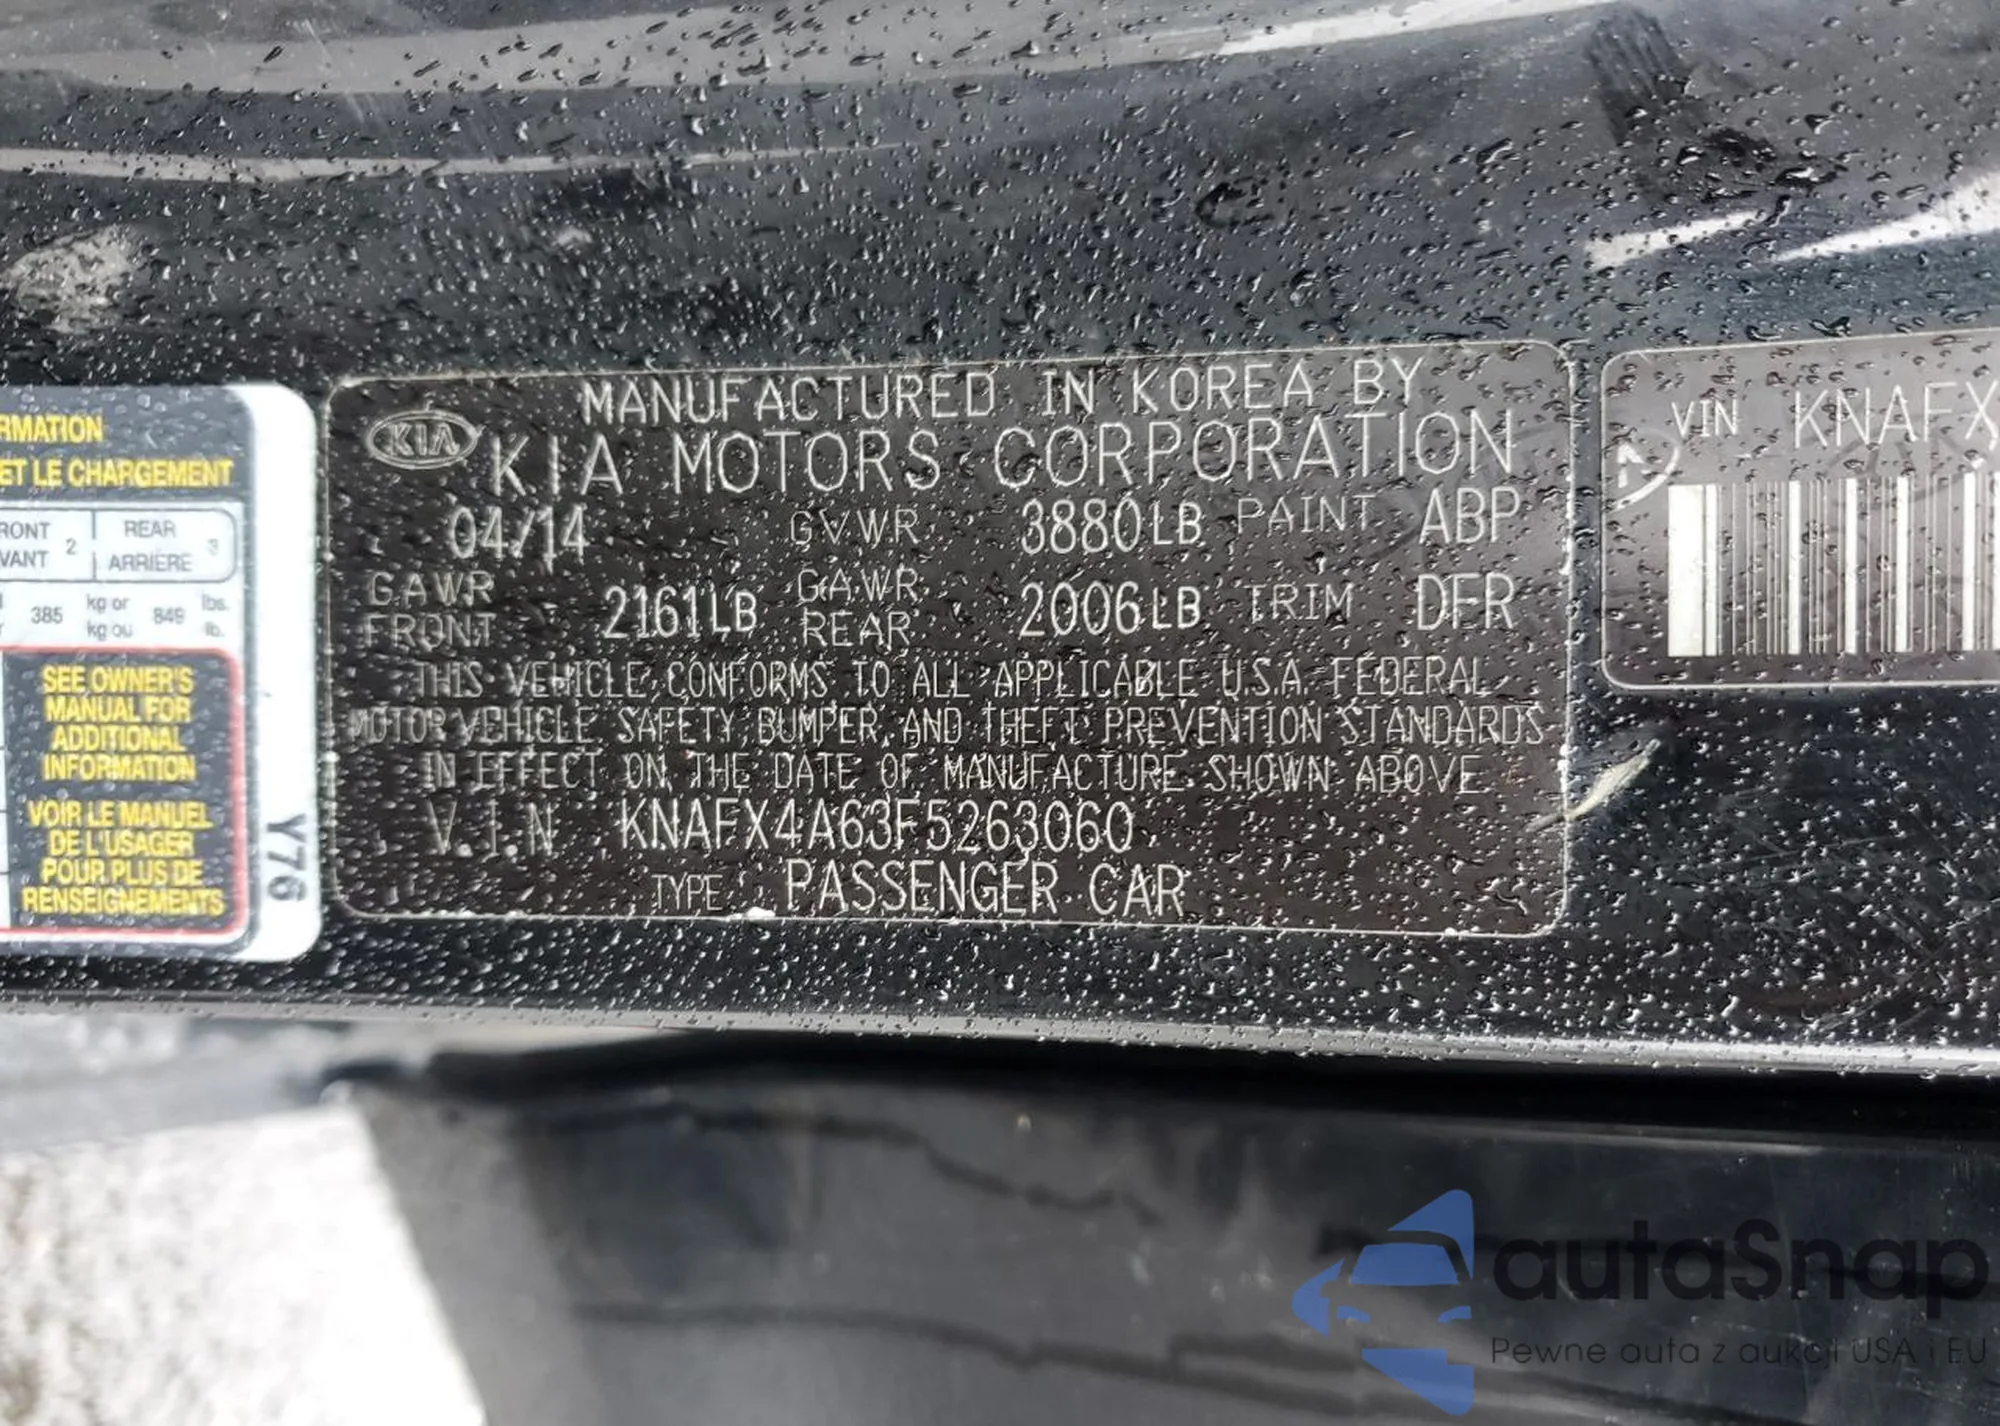 RMATION
ET LE CHARGEMENT
RONT 2 REAR 3
VANT ARRIÈRE
385 kg or 849 lbs.
kg ou lb.
SEE OWNER'S
MANUAL FOR
ADDITIONAL
INFORMATION
VOIR LE MANUEL
DE L'USAGER
POUR PLUS DE
RENSEIGNEMENTS
Y76
MANUFACTURED IN KOREA BY
KIA KIA MOTORS CORPORATION
04/14 GVWR 3880LB PAINT ABP
GAWR FRONT 2161LB GAWR REAR 2006LB TRIM DFR
THIS VEHICLE CONFORMS TO ALL APPLICABLE U.S.A. FEDERAL
MOTOR VEHICLE SAFETY, BUMPER, AND THEFT PREVENTION STANDARDS
IN EFFECT ON THE DATE OF MANUFACTURE SHOWN ABOVE
V.I.N KNAFX4A63F5263060
TYPE : PASSENGER CAR
VIN KNAFX
autaSnap
Pewne auta z aukcji USA i EU